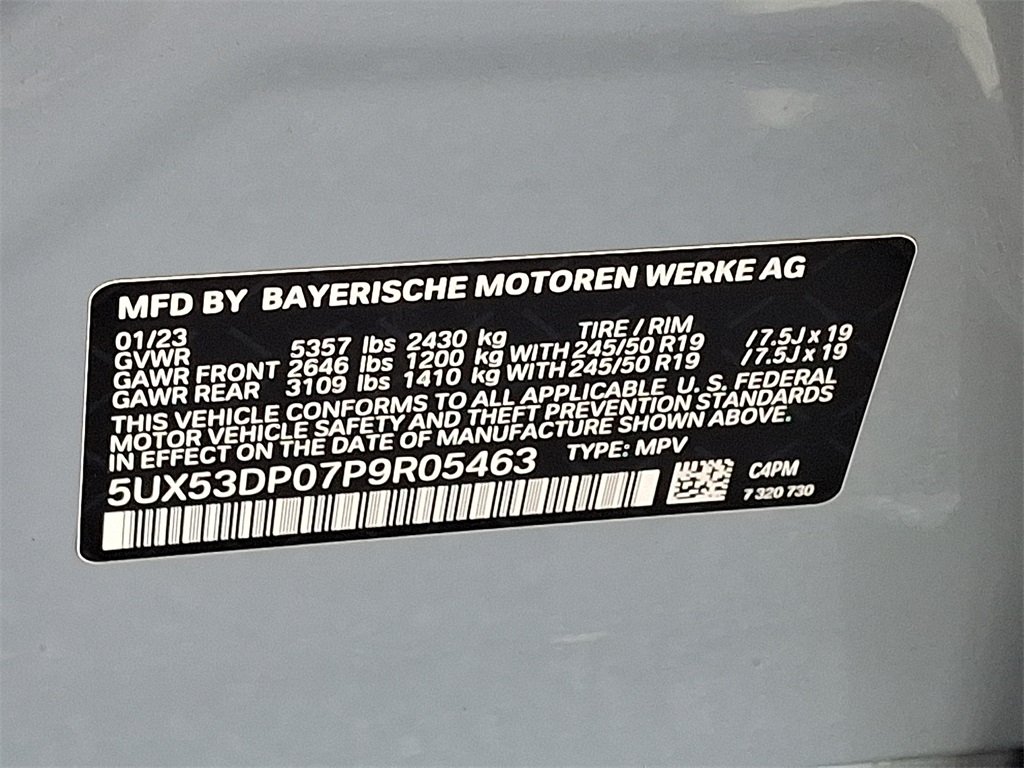 MFD BY BAYERISCHE MOTOREN WERKE AG
01/23 TIRE / RIM
GVWR 5357 lbs 2430 kg
GAWR FRONT 2646 lbs 1200 kg WITH 245/50 R19 /7.5J x 19
GAWR REAR 3109 lbs 1410 kg WITH 245/50 R19 /7.5J x 19
THIS VEHICLE CONFORMS TO ALL APPLICABLE U. S. FEDERAL
MOTOR VEHICLE SAFETY AND THEFT PREVENTION STANDARDS
IN EFFECT ON THE DATE OF MANUFACTURE SHOWN ABOVE.
5UX53DP07P9R05463 TYPE: MPV
C4PM
7 320 730